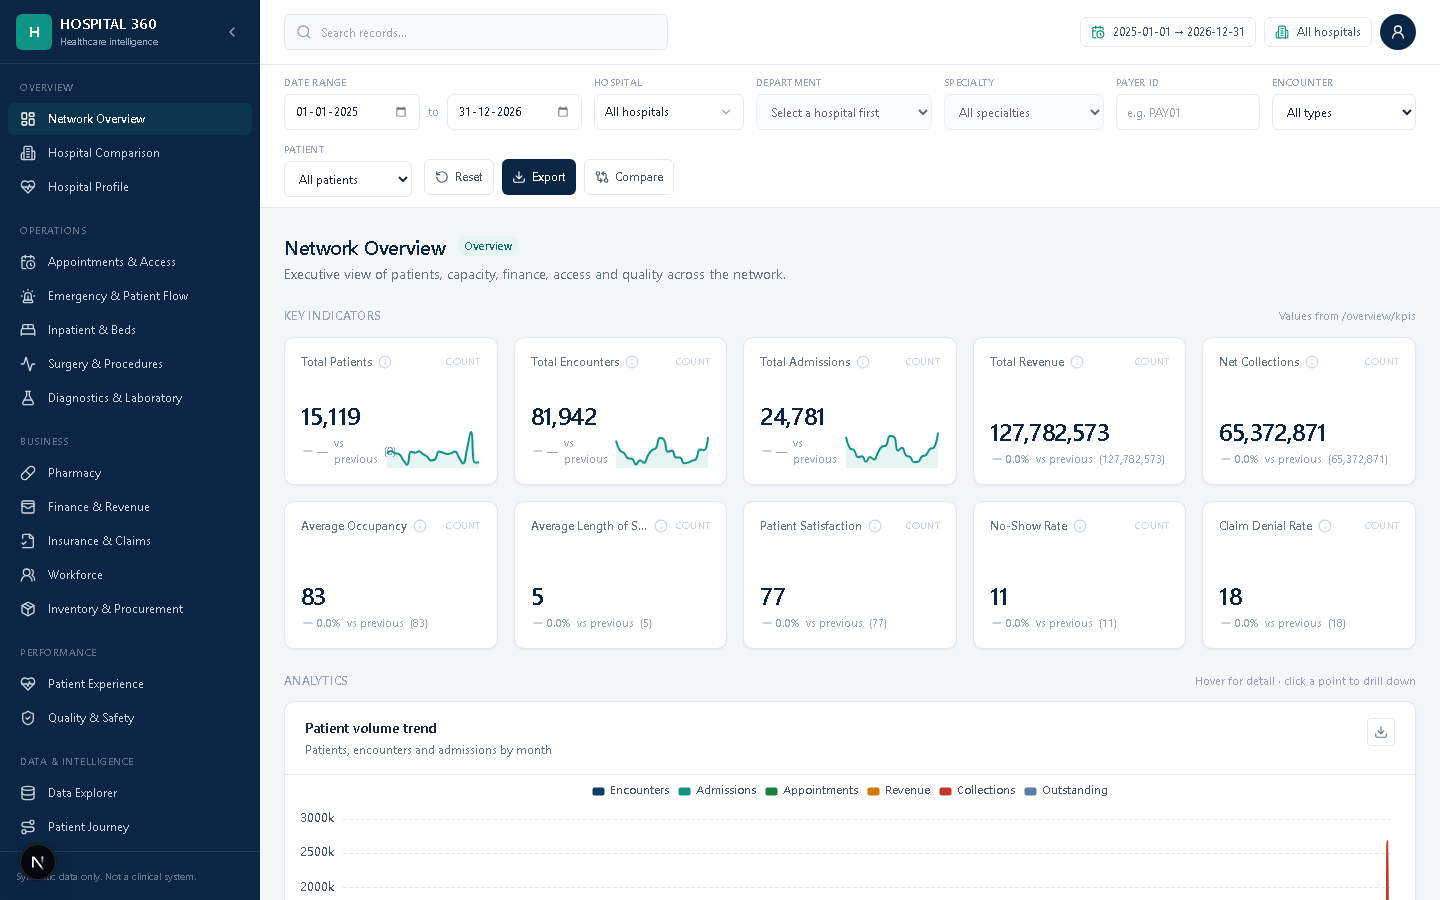 HOSPITAL 360
Healthcare intelligence
OVERVIEW
Network Overview
Hospital Comparison
Hospital Profile
OPERATIONS
Appointments & Access
Emergency & Patient Flow
Inpatient & Beds
Surgery & Procedures
Diagnostics & Laboratory
BUSINESS
Pharmacy
Finance & Revenue
Insurance & Claims
Workforce
Inventory & Procurement
PERFORMANCE
Patient Experience
Quality & Safety
DATA & INTELLIGENCE
Data Explorer
Patient Journey
N
data only. Not a clinical system.
H
Search records...
2025-01-01 → 2026-12-31
All hospitals
DATE RANGE
01-01-2025 to 31-12-2026
HOSPITAL
All hospitals
DEPARTMENT
Select a hospital first
SPECIALTY
All specialties
PAYER ID
e.g. PAY01
ENCOUNTER
All types
PATIENT
All patients
Reset
Export
Compare
Network Overview Overview
Executive view of patients, capacity, finance, access and quality across the network.
KEY INDICATORS
Values from /overview/kpis
Total Patients COUNT
15,119
— — vs previous (0)
Total Encounters COUNT
81,942
— — vs previous
Total Admissions COUNT
24,781
— — vs previous
Total Revenue COUNT
127,782,573
— 0.0% vs previous (127,782,573)
Net Collections COUNT
65,372,871
— 0.0% vs previous (65,372,871)
Average Occupancy COUNT
83
— 0.0% vs previous (83)
Average Length of S... COUNT
5
— 0.0% vs previous (5)
Patient Satisfaction COUNT
77
— 0.0% vs previous (77)
No-Show Rate COUNT
11
— 0.0% vs previous (11)
Claim Denial Rate COUNT
18
— 0.0% vs previous (18)
ANALYTICS
Hover for detail · click a point to drill down
Patient volume trend
Patients, encounters and admissions by month
Encounters Admissions Appointments Revenue Collections Outstanding
3000k
2500k
2000k